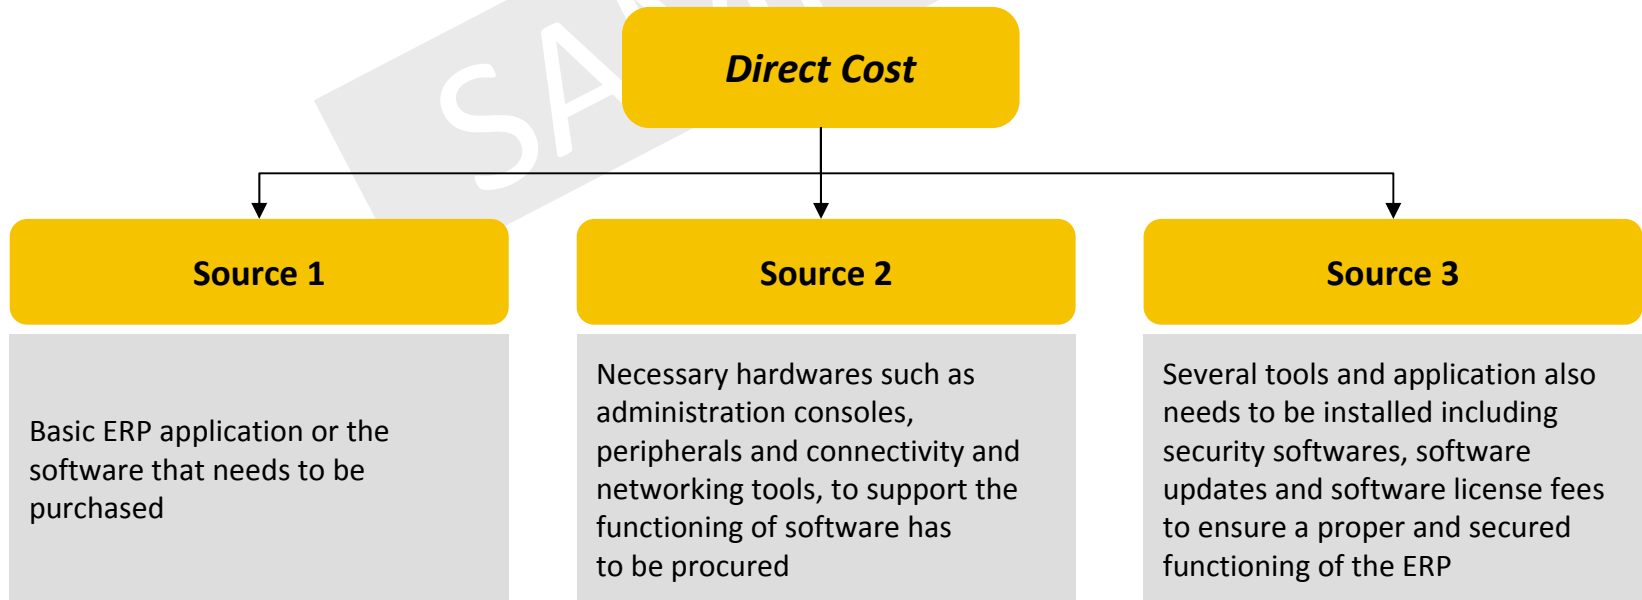 Direct Cost
Source 1
Basic ERP application or the
software that needs to be
purchased
Source 2
Necessary hardwares such as
administration consoles,
peripherals and connectivity and
networking tools, to support the
functioning of software has
to be procured
Source 3
Several tools and application also
needs to be installed including
security softwares, software
updates and software license fees
to ensure a proper and secured
functioning of the ERP